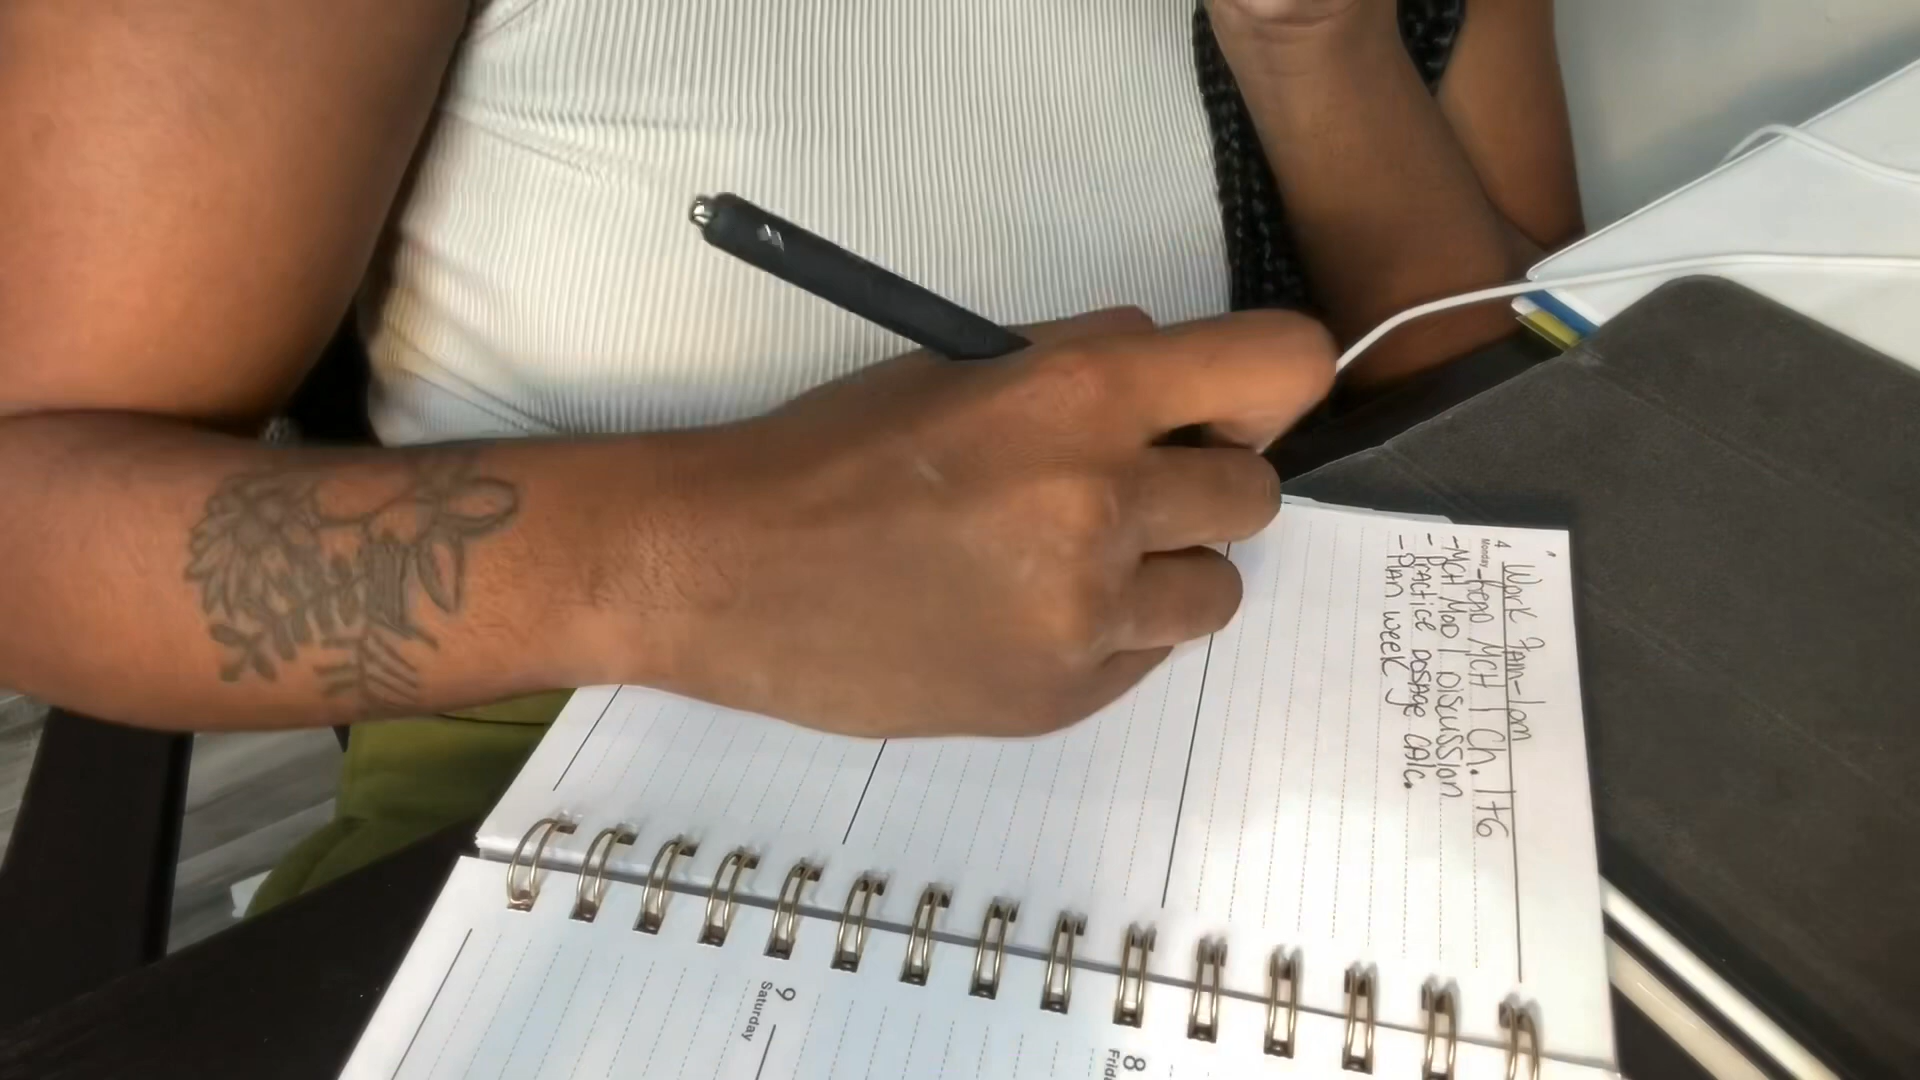 Work 7am-1pm
4
Monday
-Read MCH 1 Ch. 1+6
-MCH Mod 1 Discussion
- Practice dosage calc.
- Plan week
8
9
Saturday